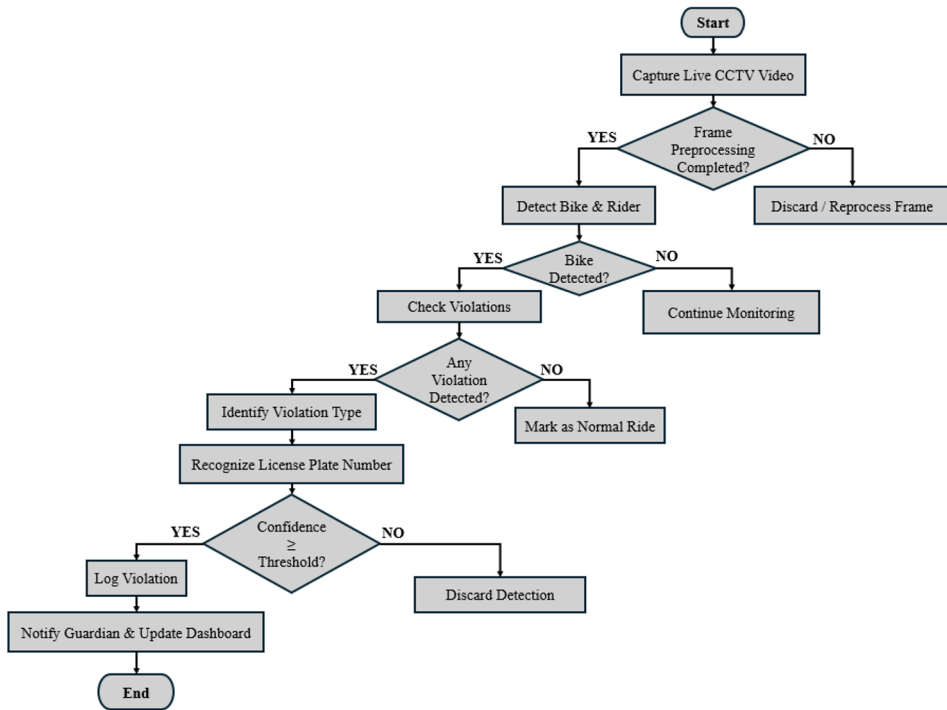 Start
Capture Live CCTV Video
YES
Frame
NO
Preprocessing
Completed?
Detect Bike & Rider
Discard / Reprocess Frame
YES
Bike
NO
Detected?
Check Violations
Continue Monitoring
YES
Any
NO
Violation
Detected?
Identify Violation Type
Mark as Normal Ride
Recognize License Plate Number
YES
Confidence
NO
≥
Threshold?
Log Violation
Discard Detection
Notify Guardian & Update Dashboard
End